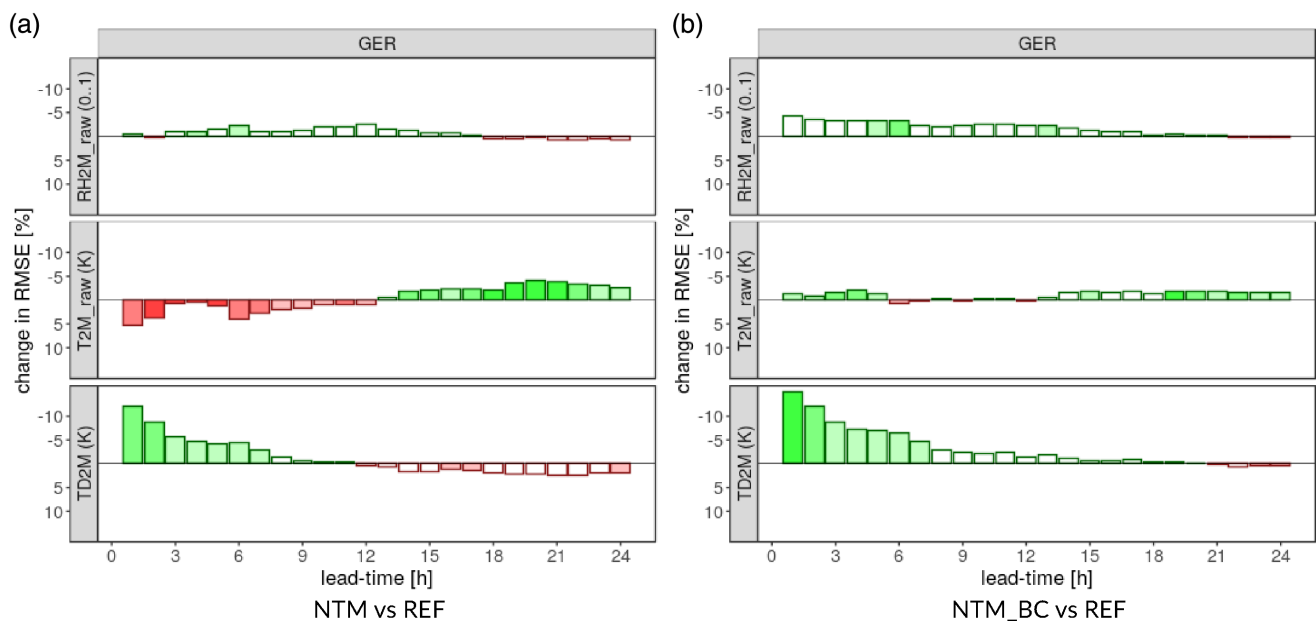 (a)
GER
change in RMSE [%]
RH2M_raw (0..1)
-10
-5
5
10
T2M_raw (K)
-10
-5
5
10
TD2M (K)
-10
-5
5
10
0 3 6 9 12 15 18 21 24
lead-time [h]
NTM vs REF
(b)
GER
change in RMSE [%]
RH2M_raw (0..1)
-10
-5
5
10
T2M_raw (K)
-10
-5
5
10
TD2M (K)
-10
-5
5
10
0 3 6 9 12 15 18 21 24
lead-time [h]
NTM_BC vs REF